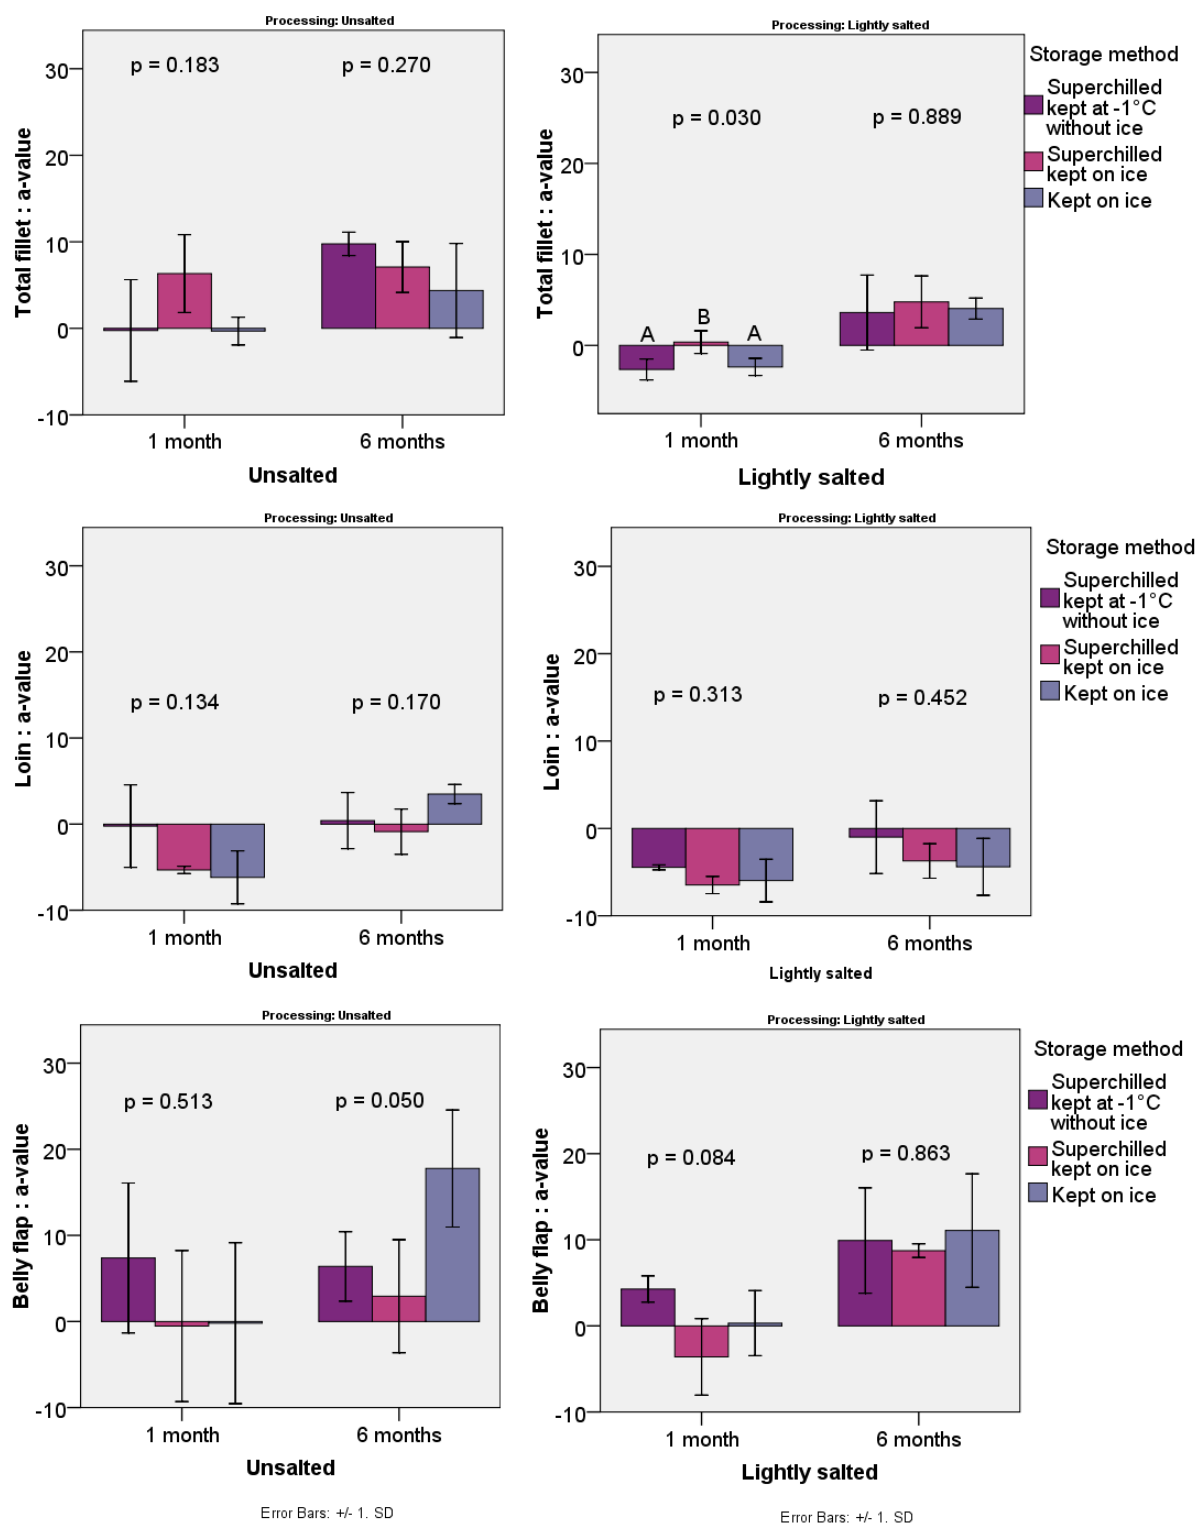 Processing: Unsalted
p = 0.183
p = 0.270
30
20
10
0
-10
Total fillet : a-value
1 month
6 months
Unsalted
Processing: Lightly salted
p = 0.030
p = 0.889
A
B
A
30
20
10
0
Total fillet : a-value
1 month
6 months
Lightly salted
Storage method
Superchilled
kept at -1°C
without ice
Superchilled
kept on ice
Kept on ice
Processing: Unsalted
p = 0.134
p = 0.170
30
20
10
0
-10
Loin : a-value
1 month
6 months
Unsalted
Processing: Lightly salted
p = 0.313
p = 0.452
30
20
10
0
-10
Loin : a-value
1 month
6 months
Lightly salted
Storage method
Superchilled
kept at -1°C
without ice
Superchilled
kept on ice
Kept on ice
Processing: Unsalted
p = 0.513
p = 0.050
30
20
10
0
-10
Belly flap : a-value
1 month
6 months
Unsalted
Error Bars: +/- 1. SD
Processing: Lightly salted
p = 0.084
p = 0.863
30
20
10
0
-10
Belly flap : a-value
1 month
6 months
Lightly salted
Error Bars: +/- 1. SD
Storage method
Superchilled
kept at -1°C
without ice
Superchilled
kept on ice
Kept on ice